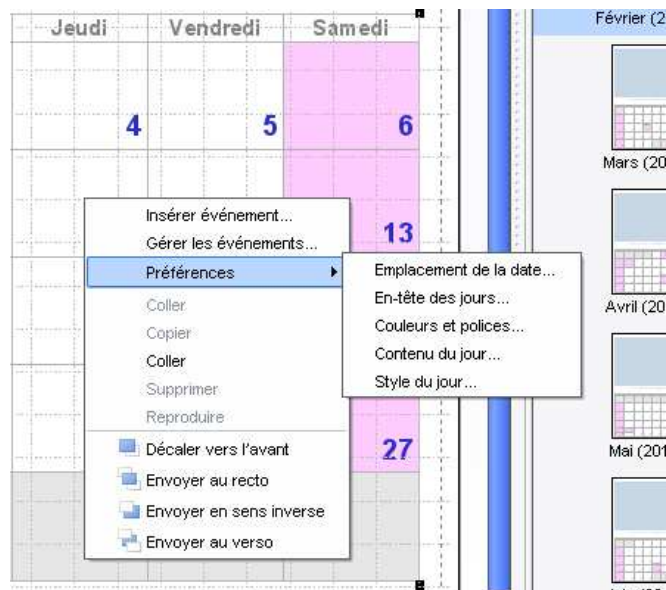 Jeudi Vendredi Samedi
4 5 6
13
27
Insérer événement...
Gérer les événements...
Préférences
Coller
Copier
Coller
Supprimer
Reproduire
Décaler vers l'avant
Envoyer au recto
Envoyer en sens inverse
Envoyer au verso
Emplacement de la date...
En-tête des jours...
Couleurs et polices...
Contenu du jour...
Style du jour...
Février (2
Mars (20
Avril (20
Mai (201